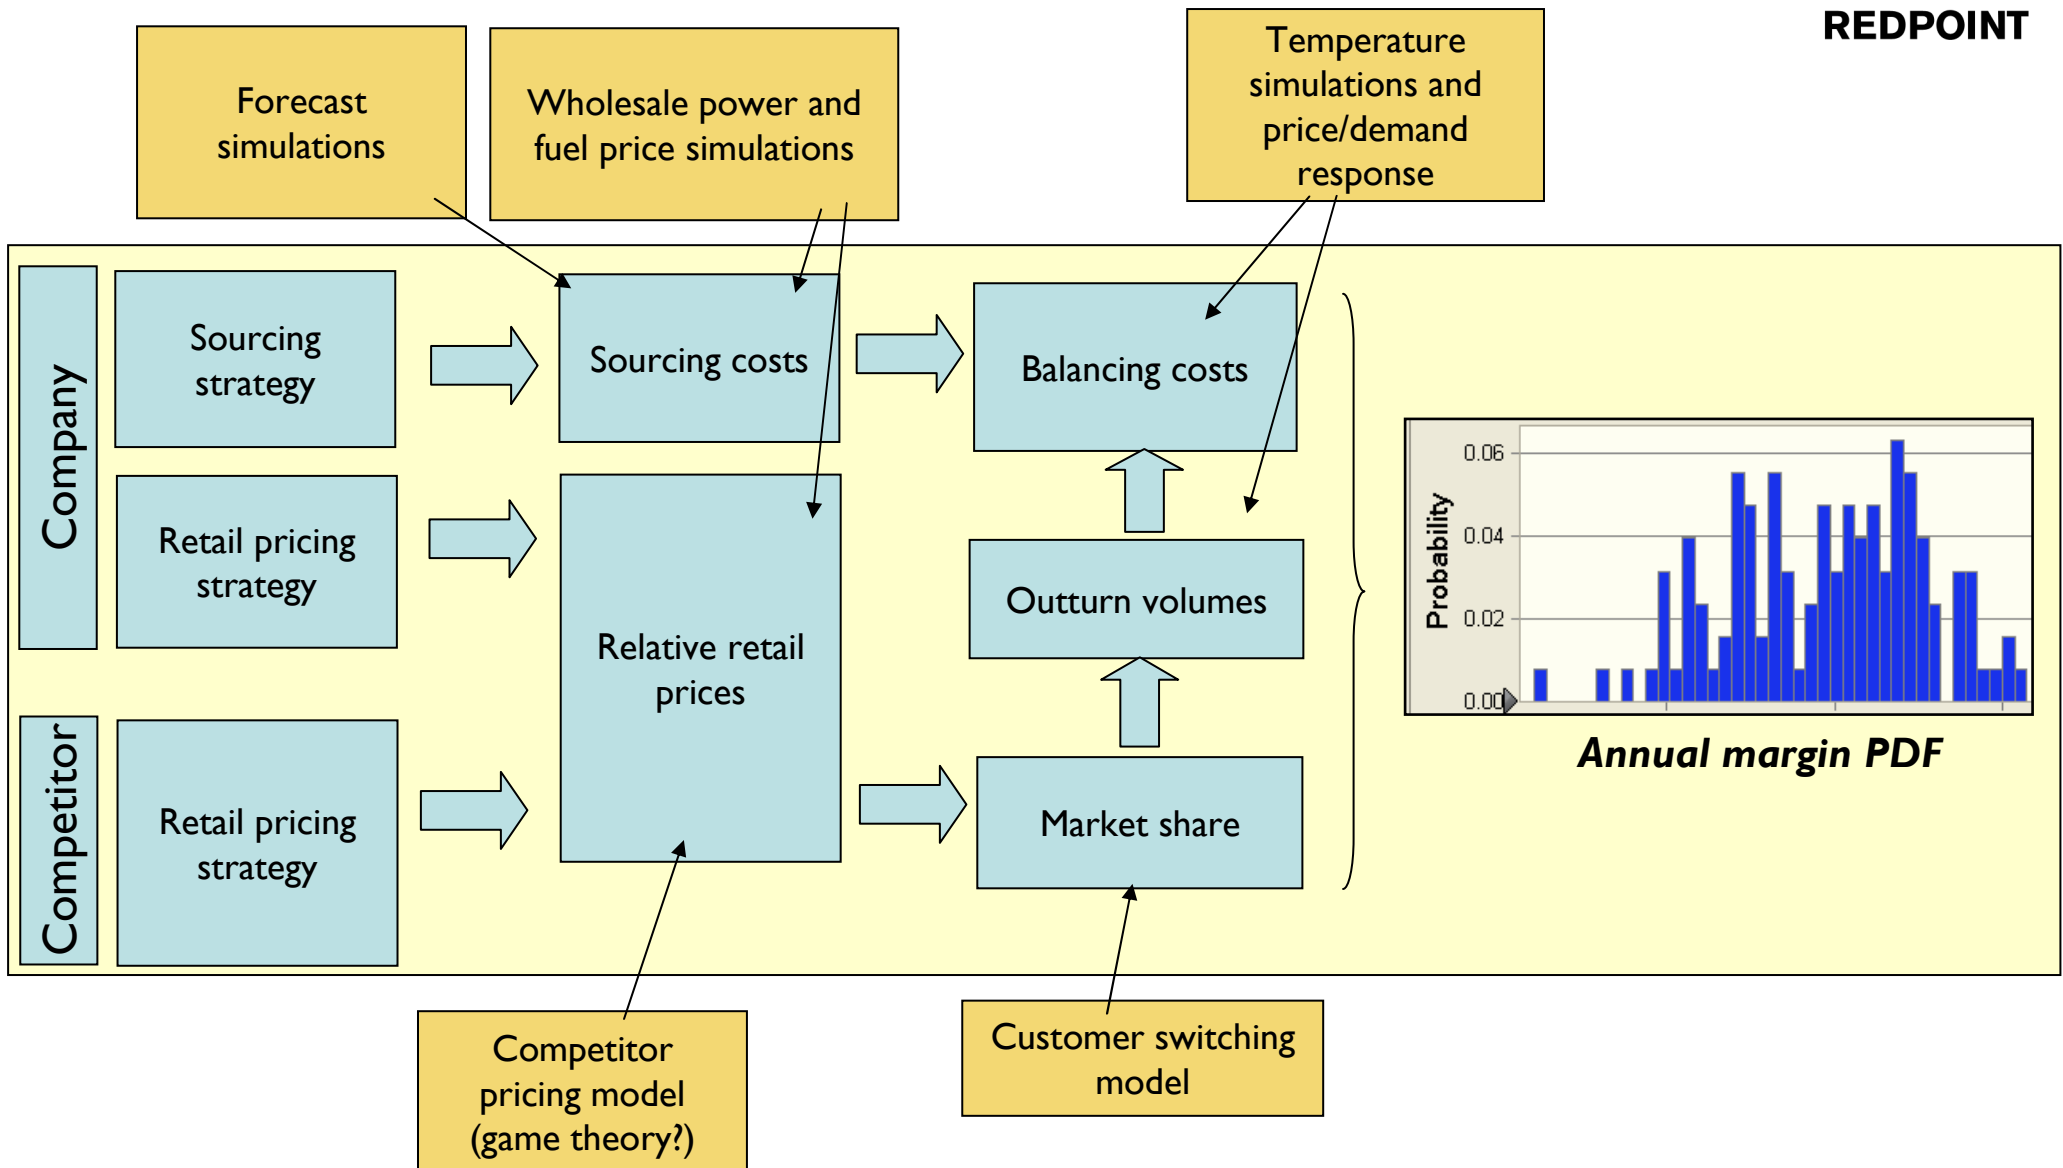 REDPOINT
Forecast
simulations
Wholesale power and
fuel price simulations
Temperature
simulations and
price/demand
response
Company
Sourcing
strategy
Sourcing costs
Balancing costs
Retail pricing
strategy
Relative retail
prices
Outturn volumes
Competitor
Retail pricing
strategy
Market share
Probability
0.06
0.04
0.02
0.00
Annual margin PDF
Competitor
pricing model
(game theory?)
Customer switching
model